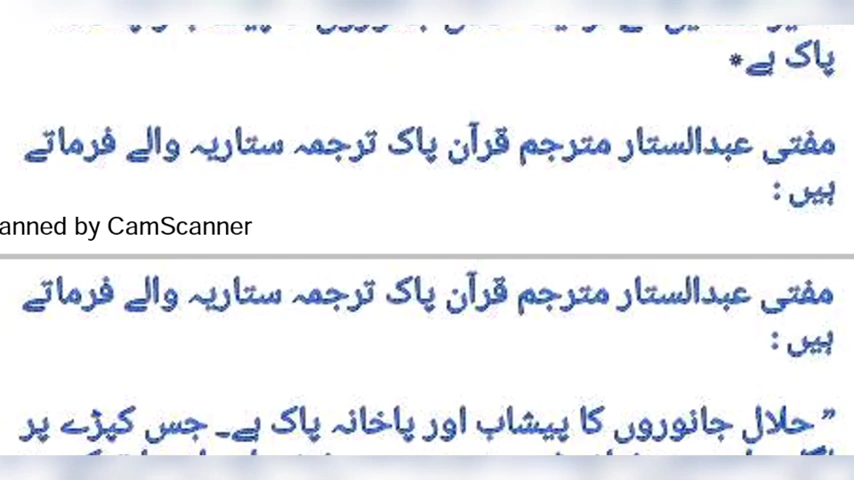 پاک ہے*
مفتی عبدالستار مترجم قرآن پاک ترجمہ ستاریہ والے فرماتے
ہیں :
anned by CamScanner
مفتی عبدالستار مترجم قرآن پاک ترجمہ ستاریہ والے فرماتے
ہیں :
” حلال جانوروں کا پیشاب اور پاخانہ پاک ہے۔ جس کپڑے پر